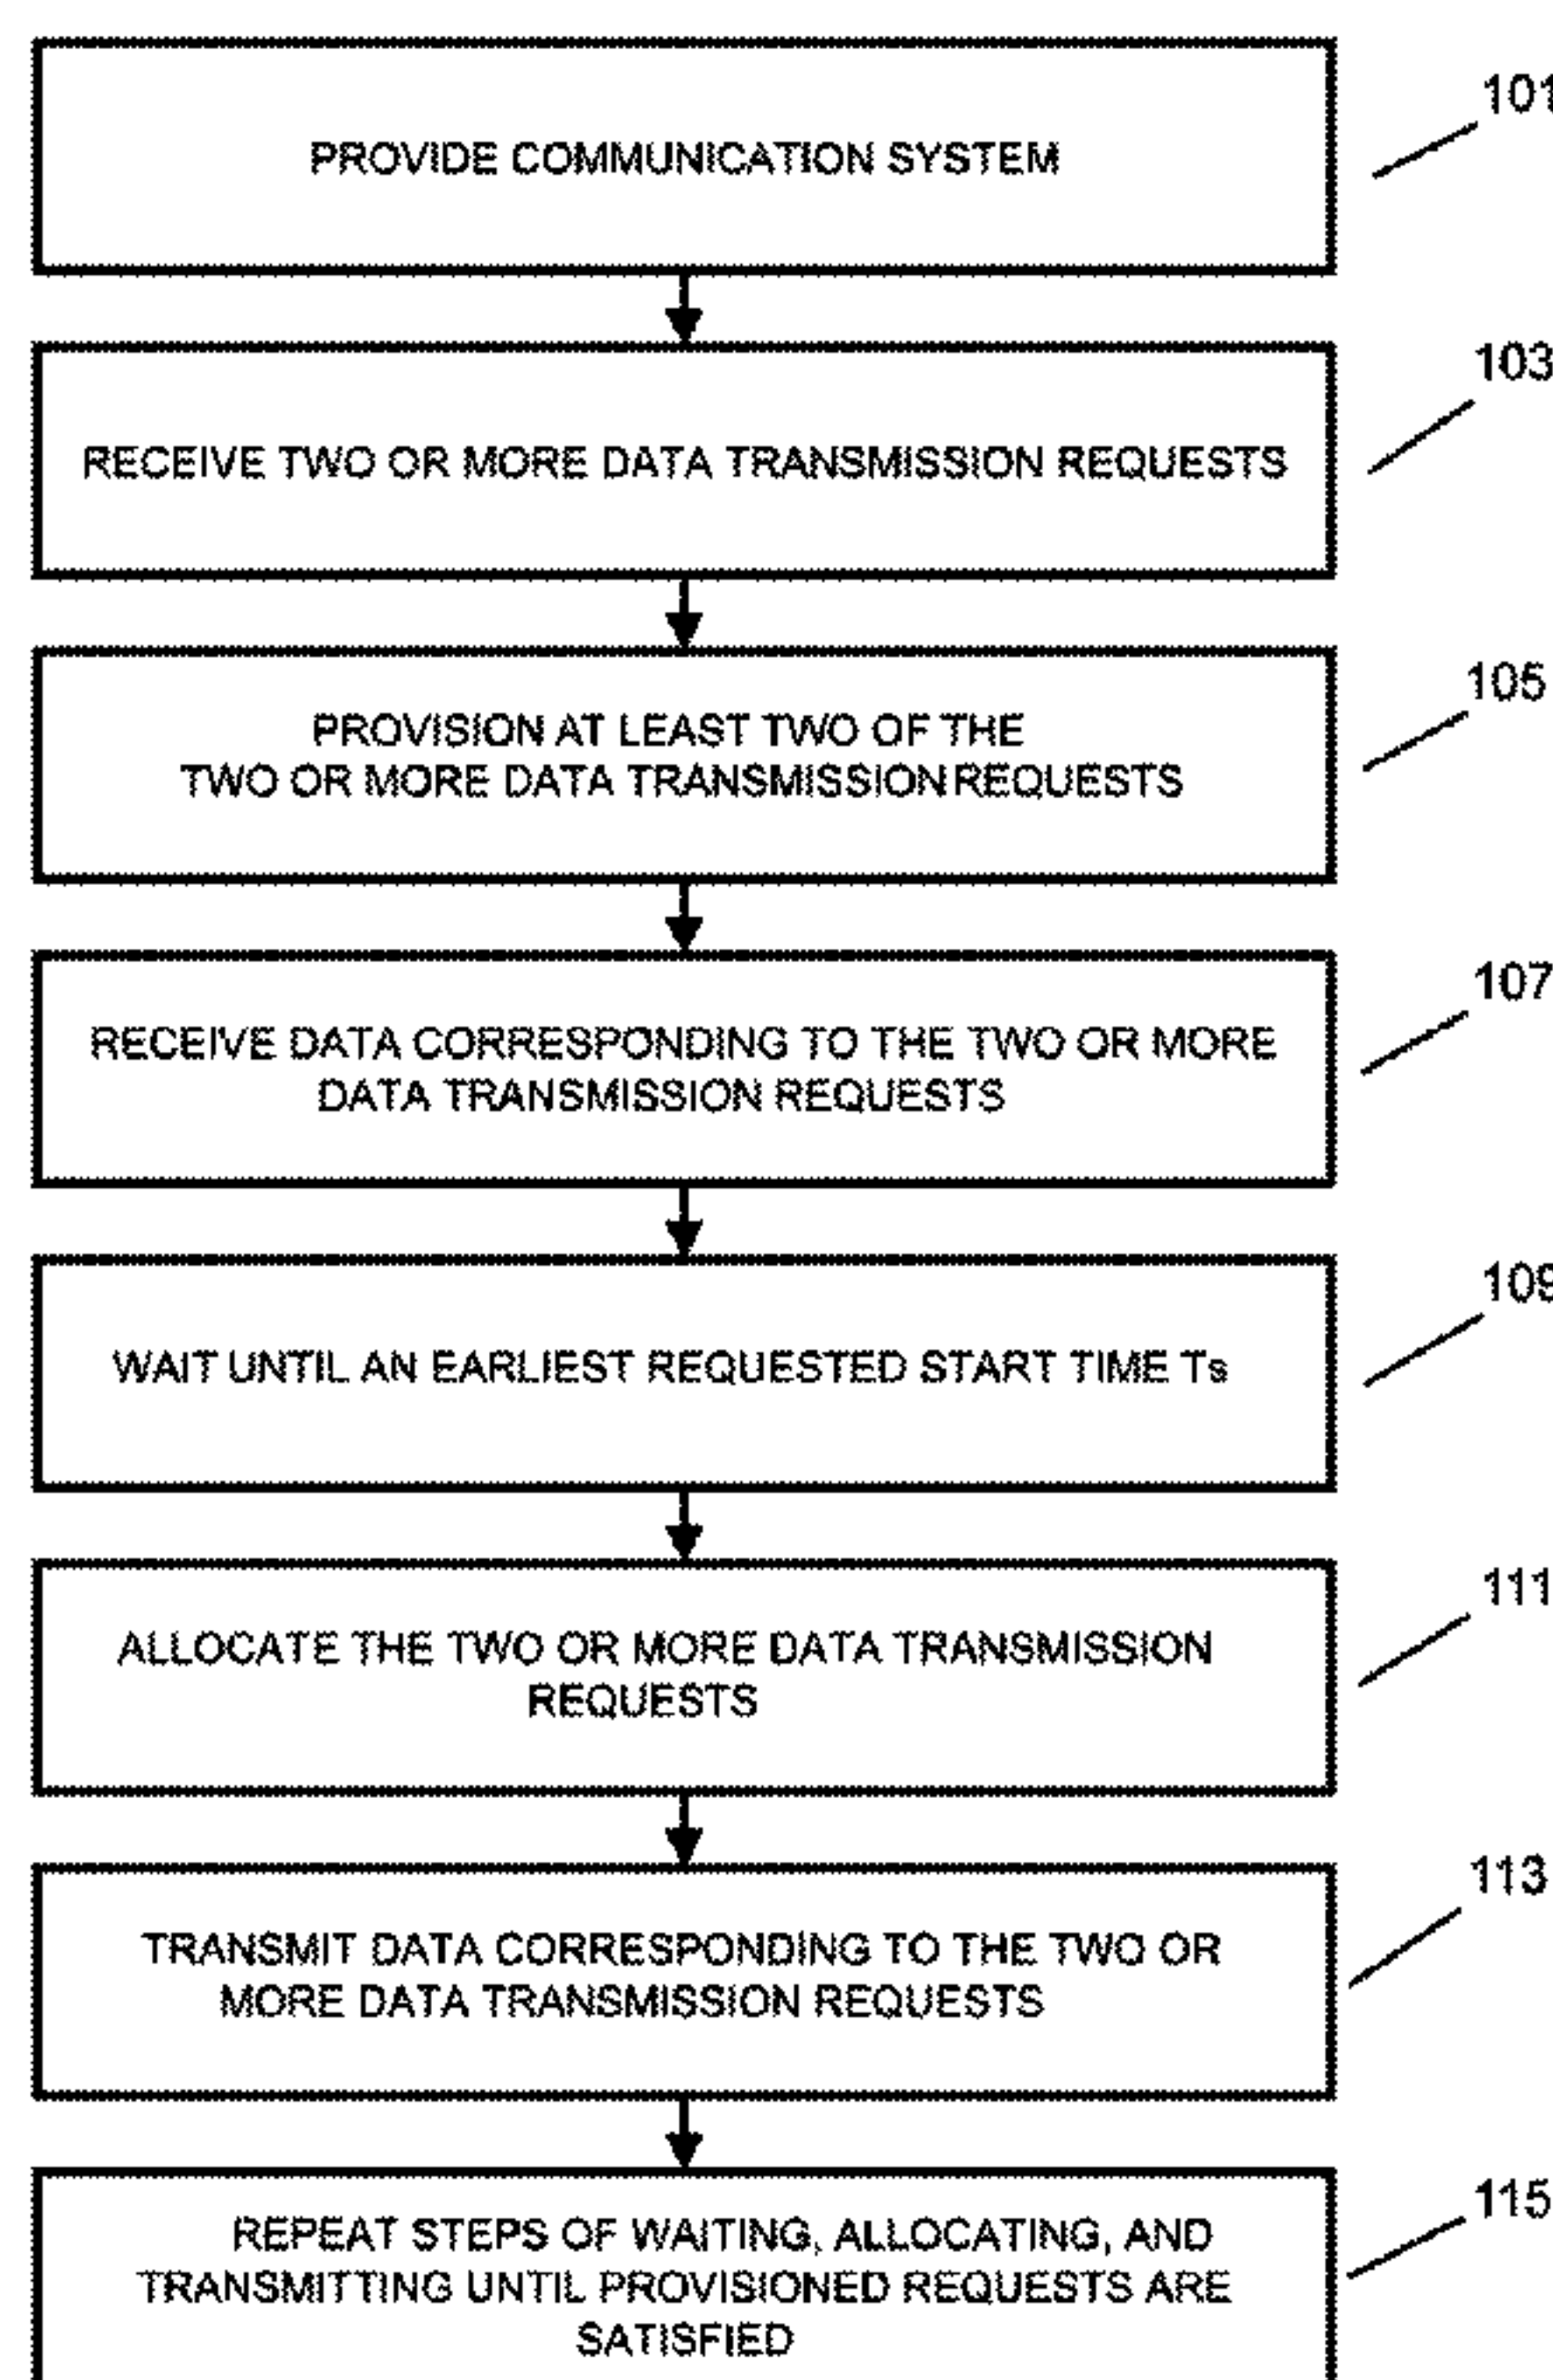 PROVIDE COMMUNICATION SYSTEM
101
RECEIVE TWO OR MORE DATA TRANSMISSION REQUESTS
103
PROVISION AT LEAST TWO OF THE
TWO OR MORE DATA TRANSMISSION REQUESTS
105
RECEIVE DATA CORRESPONDING TO THE TWO OR MORE
DATA TRANSMISSION REQUESTS
107
WAIT UNTIL AN EARLIEST REQUESTED START TIME Ts
109
ALLOCATE THE TWO OR MORE DATA TRANSMISSION
REQUESTS
111
TRANSMIT DATA CORRESPONDING TO THE TWO OR
MORE DATA TRANSMISSION REQUESTS
113
REPEAT STEPS OF WAITING, ALLOCATING, AND
TRANSMITTING UNTIL PROVISIONED REQUESTS ARE
SATISFIED
115